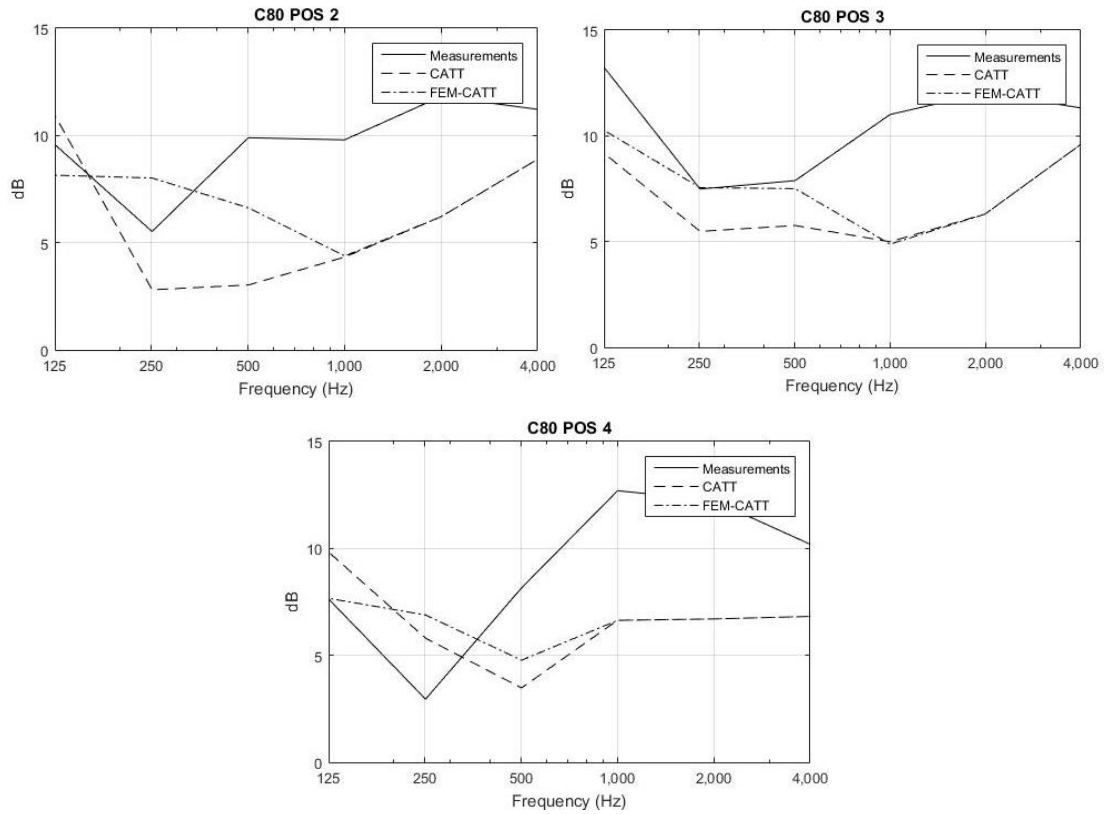 C80 POS 2
15
10
5
0
dB
Measurements
CATT
FEM-CATT
125 250 500 1,000 2,000 4,000
Frequency (Hz)
C80 POS 3
15
10
5
0
dB
Measurements
CATT
FEM-CATT
125 250 500 1,000 2,000 4,000
Frequency (Hz)
C80 POS 4
15
10
5
0
dB
Measurements
CATT
FEM-CATT
125 250 500 1,000 2,000 4,000
Frequency (Hz)